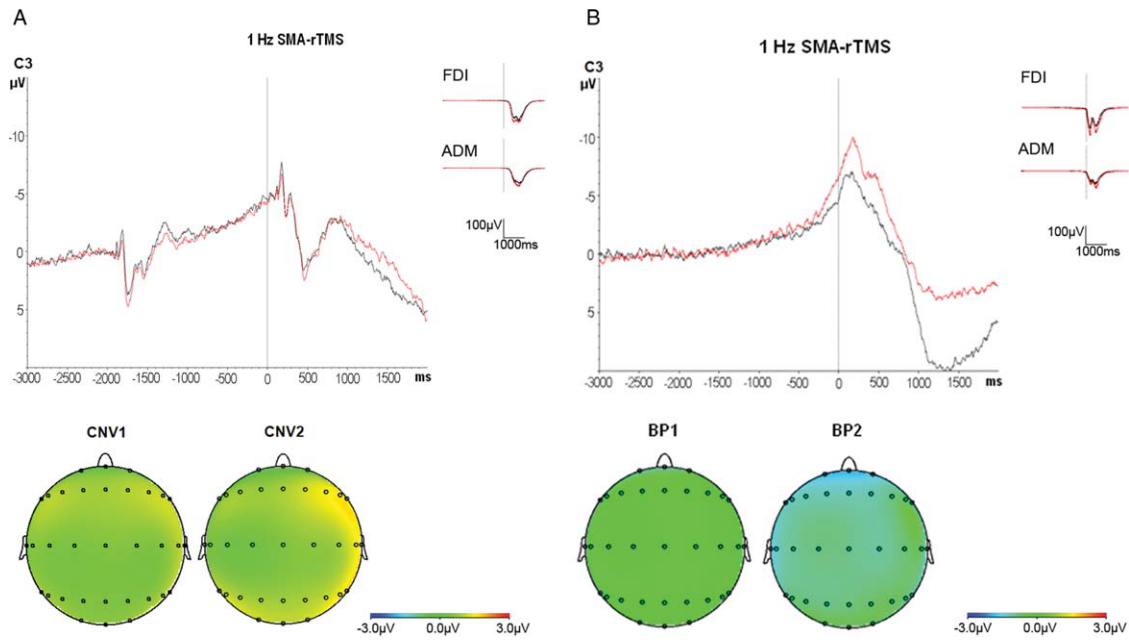 A
1 Hz SMA-rTMS
C3
µV
-10
-5
0
5
-3000 -2500 -2000 -1500 -1000 -500 0 500 1000 1500 ms
FDI
ADM
100µV
1000ms
B
1 Hz SMA-rTMS
C3
µV
-10
-5
0
5
-3000 -2500 -2000 -1500 -1000 -500 0 500 1000 1500 ms
FDI
ADM
100µV
1000ms
CNV1 CNV2
-3.0µV 0.0µV 3.0µV
BP1 BP2
-3.0µV 0.0µV 3.0µV